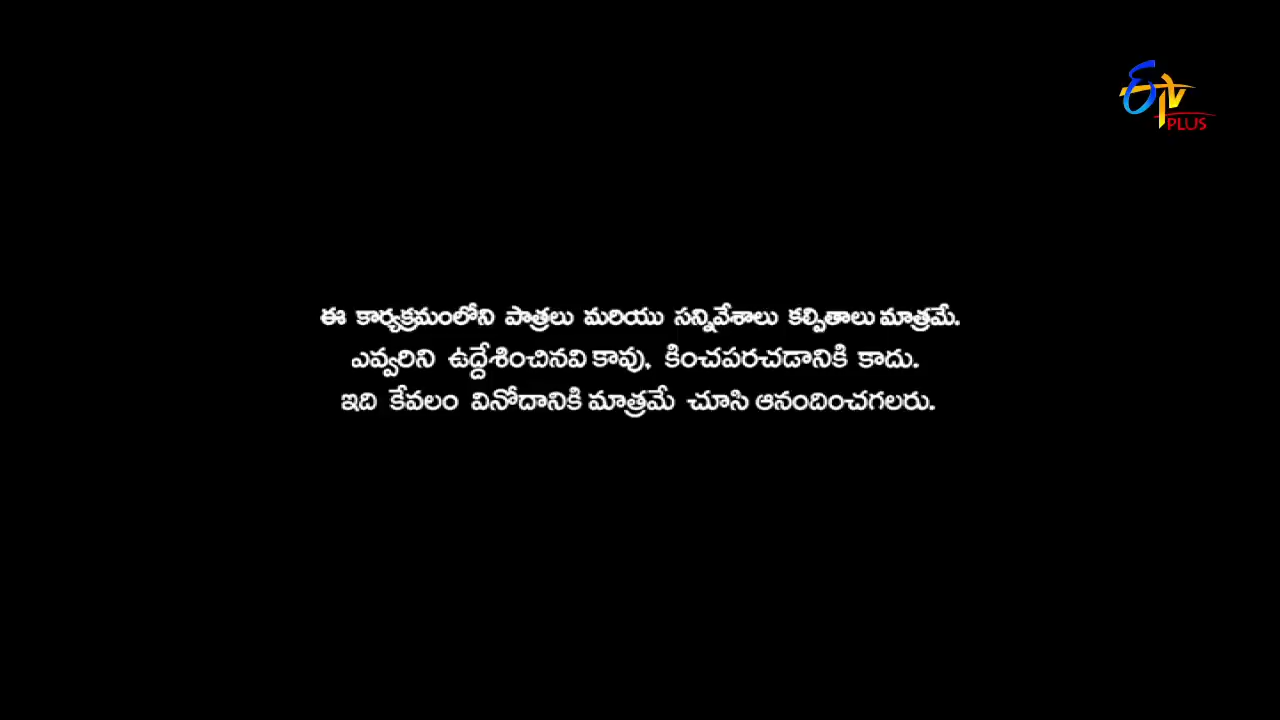 ETV
PLUS
ఈ కార్యక్రమంలోని పాత్రలు మరియు సన్నివేశాలు కల్పితాలు మాత్రమే.
ఎవ్వరిని ఉద్దేశించినవి కావు, కించపరచడానికి కాదు.
ఇది కేవలం వినోదానికి మాత్రమే చూసి ఆనందించగలరు.